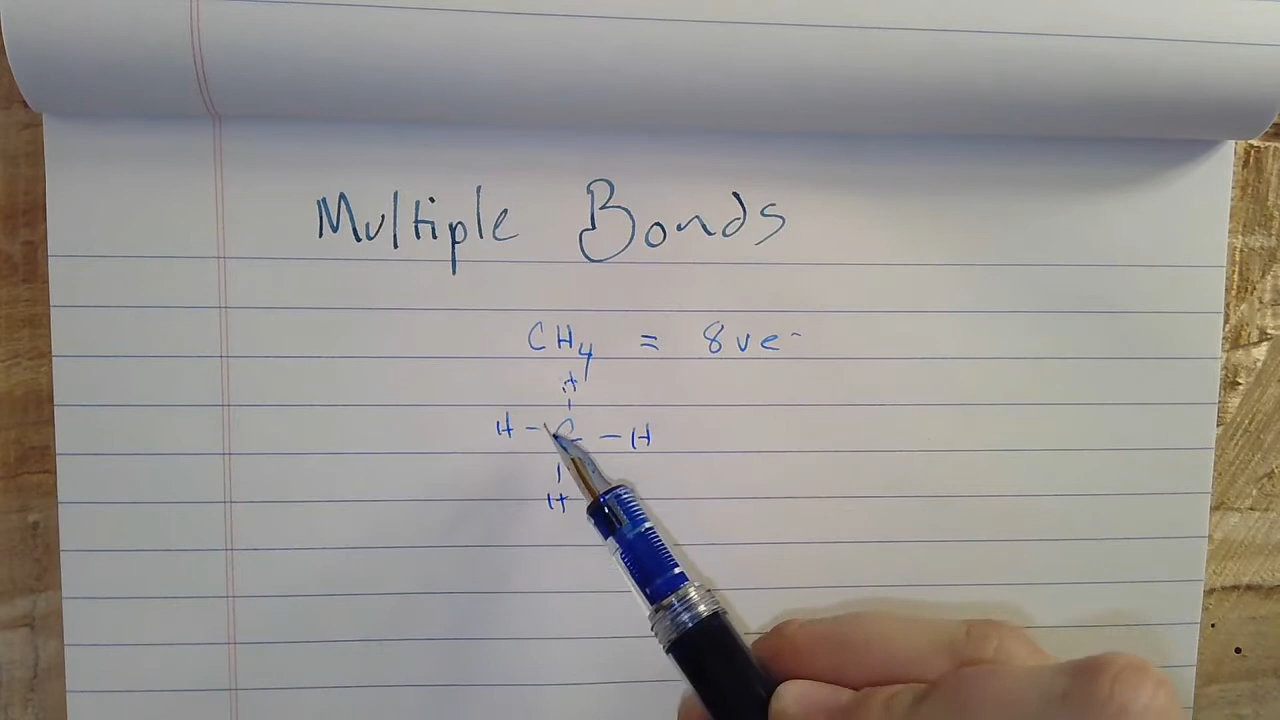 Multiple Bonds
CH4 = 8ve-
H
H - C - H
H